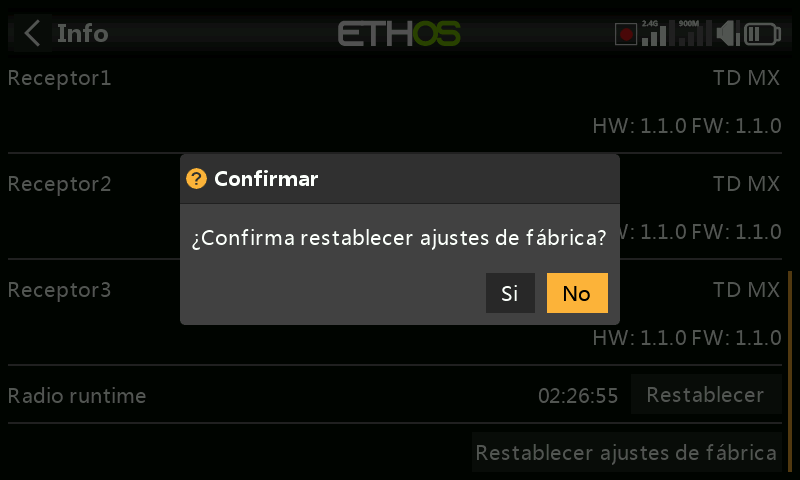 Info
ETHOS
2.4G
900M
Receptor1
TD MX
HW: 1.1.0 FW: 1.1.0
Confirmar
Receptor2
TD MX
¿Confirma restablecer ajustes de fábrica?
1.1.0 FW: 1.1.0
Receptor3
TD MX
Si
No
HW: 1.1.0 FW: 1.1.0
Radio runtime
02:26:55
Restablecer
Restablecer ajustes de fábrica